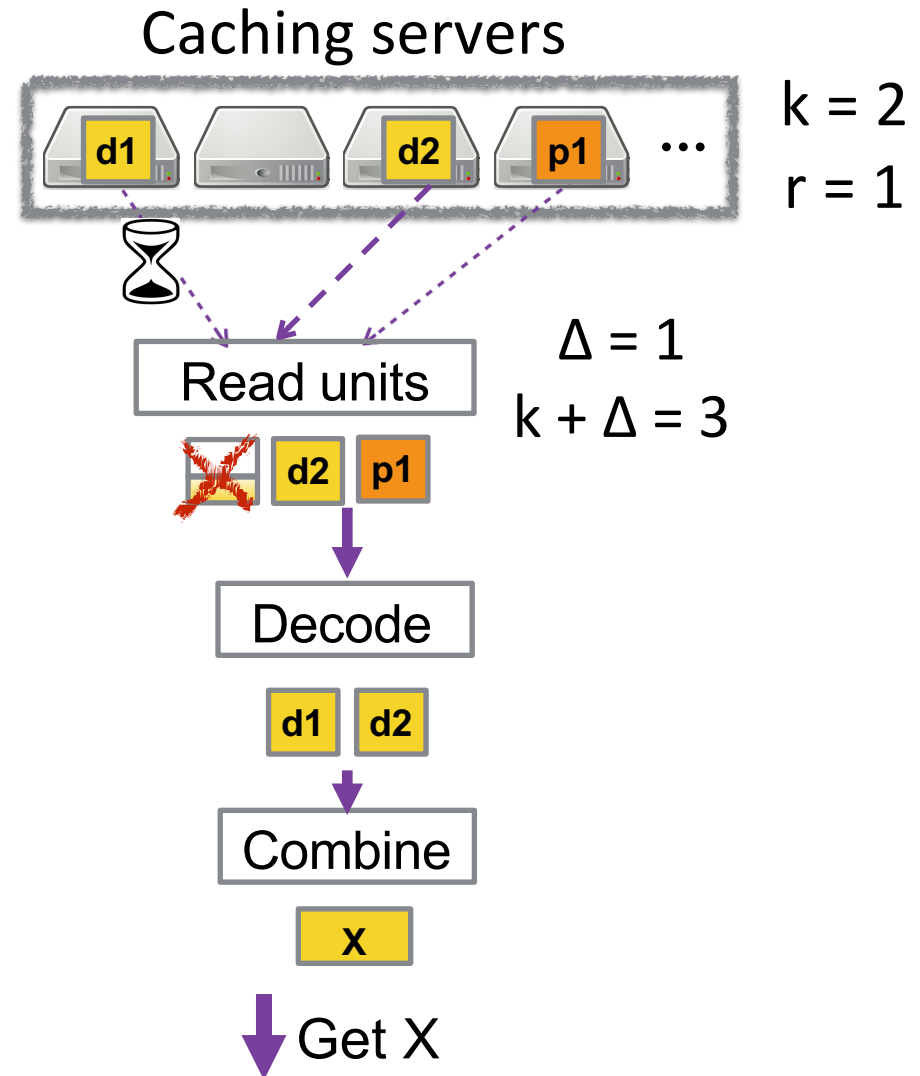 Caching servers
d1
d2
p1
...
k = 2
r = 1
Δ = 1
k + Δ = 3
Read units
d2
p1
Decode
d1
d2
Combine
X
Get X